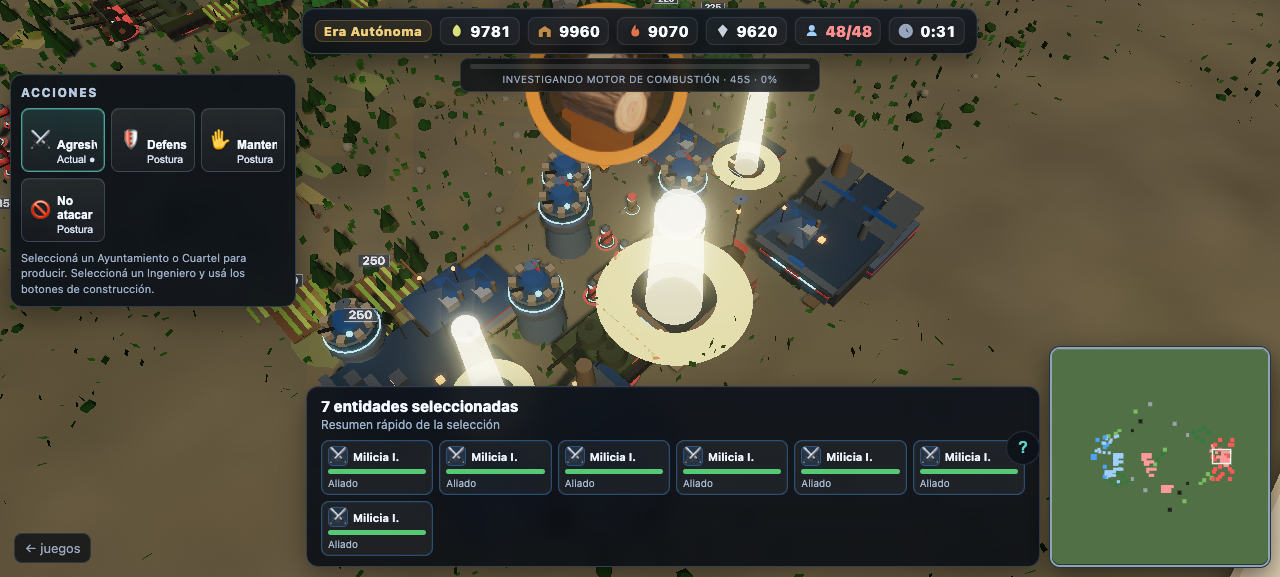 Era Autónoma
9781
9960
9070
9620
48/48
0:31
INVESTIGANDO MOTOR DE COMBUSTIÓN · 45S · 0%
ACCIONES
Agresiv
Actual ●
Defens
Postura
Manten
Postura
No
atacar
Postura
Seleccioná un Ayuntamiento o Cuartel para
producir. Seleccioná un Ingeniero y usá los
botones de construcción.
250
250
7 entidades seleccionadas
Resumen rápido de la selección
Milicia I.
Aliado
Milicia I.
Aliado
Milicia I.
Aliado
Milicia I.
Aliado
Milicia I.
Aliado
Milicia I.
Aliado
Milicia I.
Aliado
?
← juegos